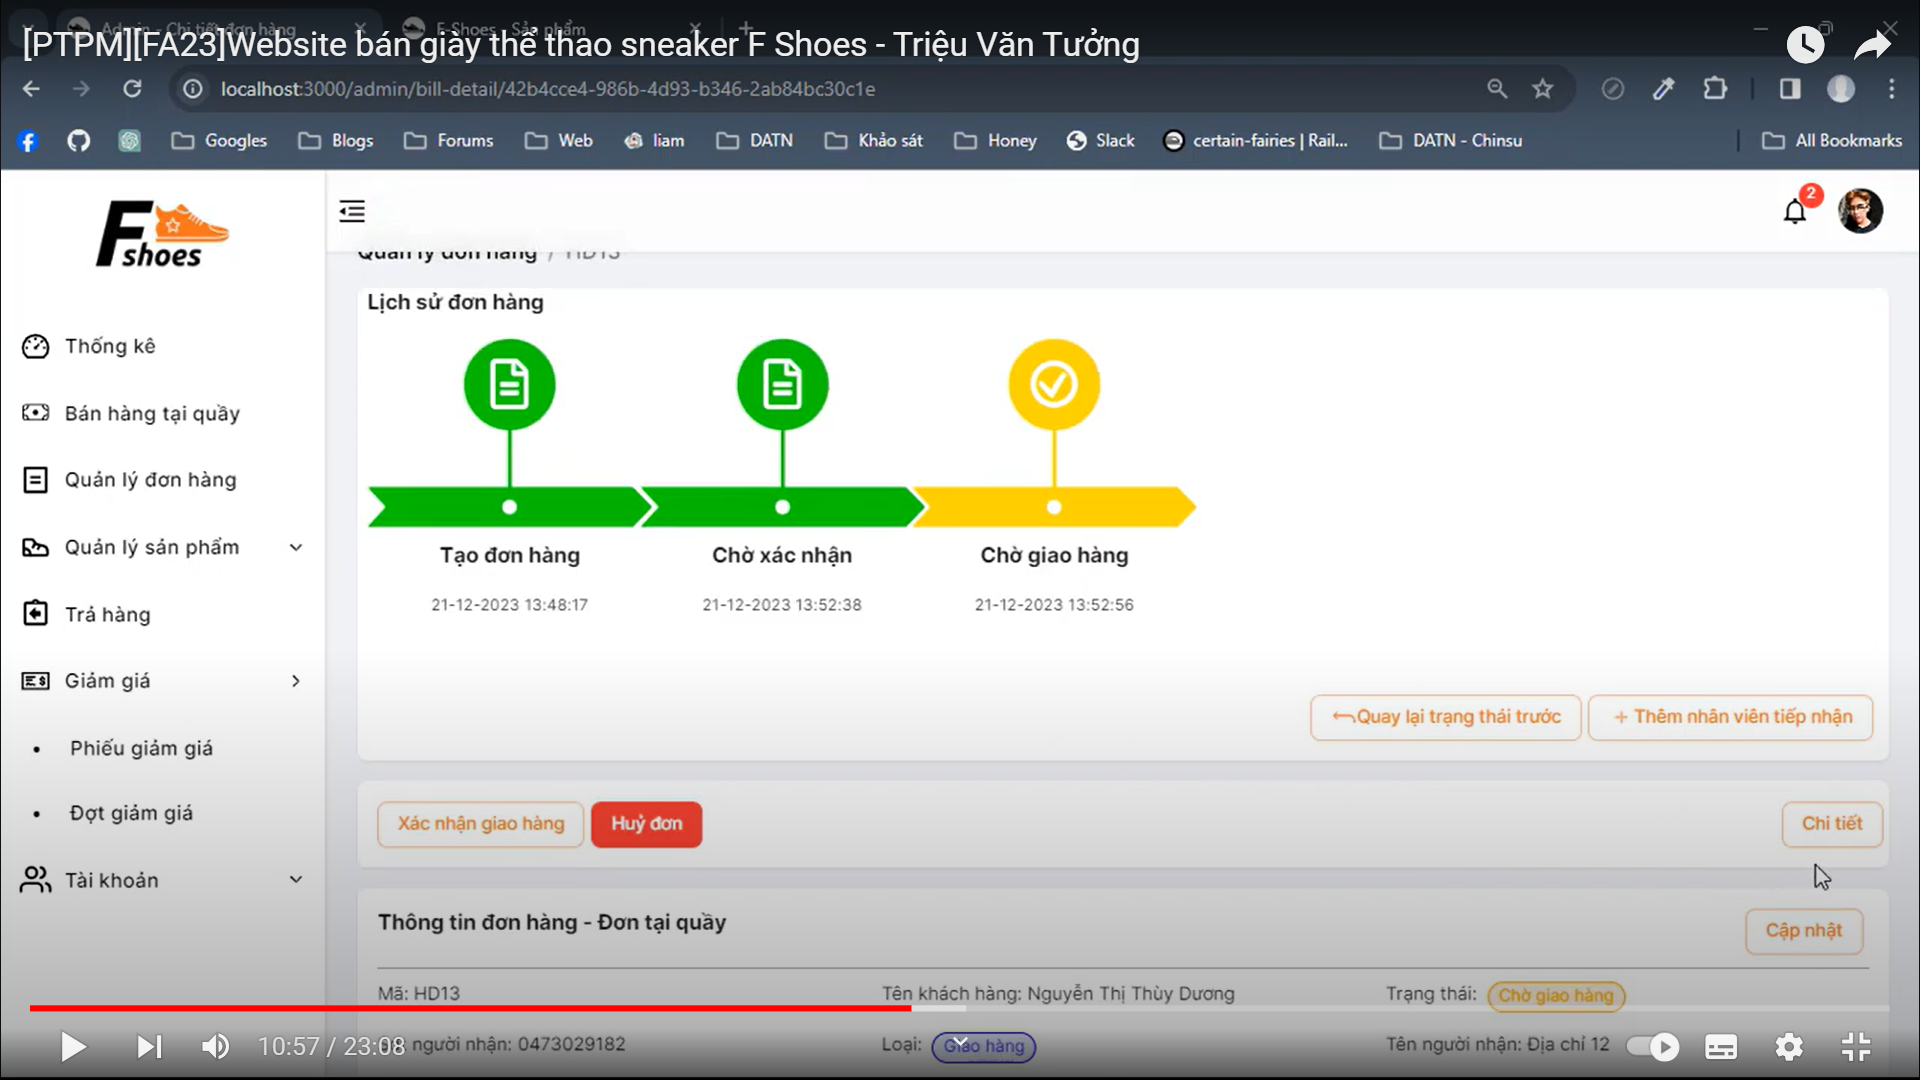 Admin - Chi tiết đơn hàng
F-Shoes - Sản phẩm
[PTPM][FA23]Website bán giày thể thao sneaker F Shoes - Triệu Văn Tưởng
localhost:3000/admin/bill-detail/42b4cce4-986b-4d93-b346-2ab84bc30c1e
Googles Blogs Forums Web liam DATN Khảo sát Honey Slack certain-fairies | Rail... DATN - Chinsu All Bookmarks
F shoes
2
Quản lý đơn hàng / HD13
Lịch sử đơn hàng
Thống kê
Bán hàng tại quầy
Quản lý đơn hàng
Quản lý sản phẩm
Trả hàng
Giảm giá
Phiếu giảm giá
Đợt giảm giá
Tài khoản
Tạo đơn hàng Chờ xác nhận Chờ giao hàng
21-12-2023 13:48:17 21-12-2023 13:52:38 21-12-2023 13:52:56
Quay lại trạng thái trước + Thêm nhân viên tiếp nhận
Xác nhận giao hàng Huỷ đơn Chi tiết
Thông tin đơn hàng - Đơn tại quầy Cập nhật
Mã: HD13 Tên khách hàng: Nguyễn Thị Thùy Dương Trạng thái: Chờ giao hàng
người nhận: 0473029182 Loại: Giao hàng Tên người nhận: Địa chỉ 12
10:57 / 23:08